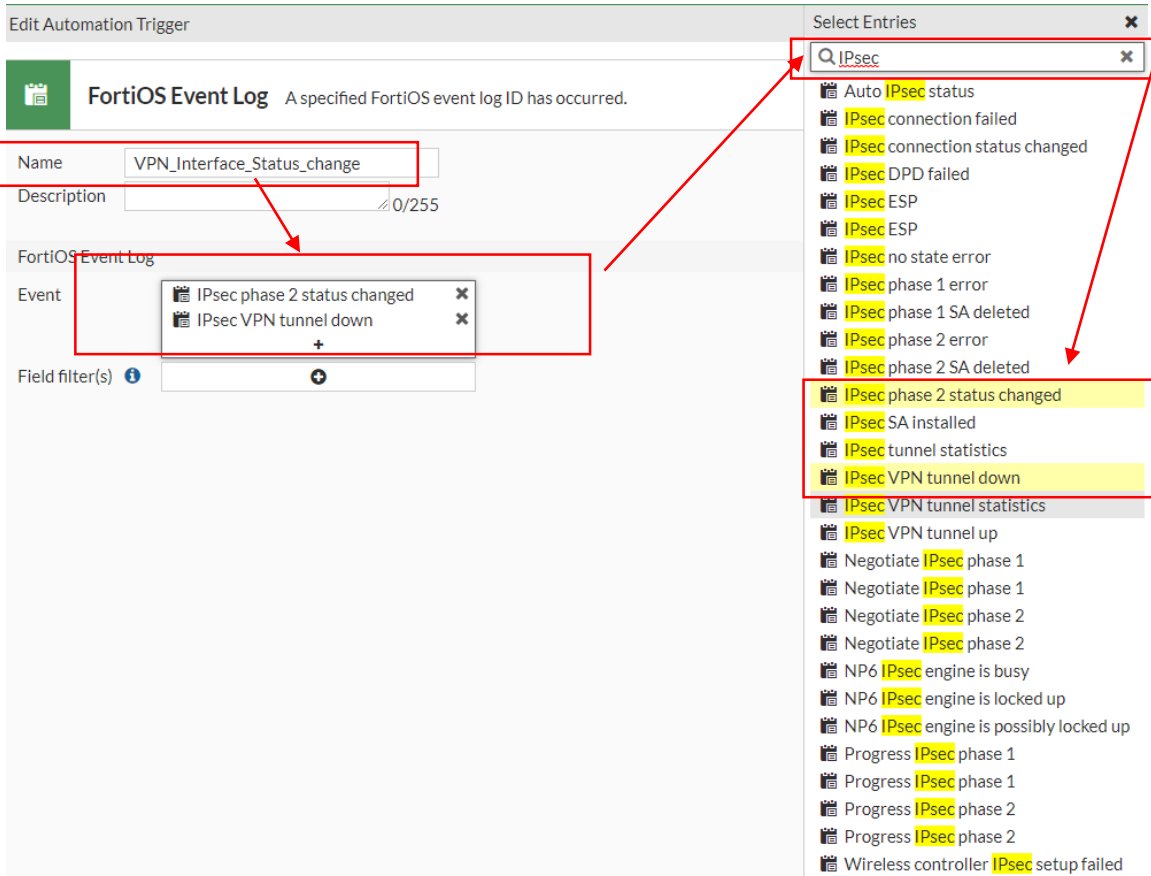 Edit Automation Trigger
FortiOS Event Log A specified FortiOS event log ID has occurred.
Name VPN_Interface_Status_change
Description 0/255
FortiOS Event Log
Event IPsec phase 2 status changed
IPsec VPN tunnel down
+
Field filter(s)
Select Entries
IPsec
Auto IPsec status
IPsec connection failed
IPsec connection status changed
IPsec DPD failed
IPsec ESP
IPsec ESP
IPsec no state error
IPsec phase 1 error
IPsec phase 1 SA deleted
IPsec phase 2 error
IPsec phase 2 SA deleted
IPsec phase 2 status changed
IPsec SA installed
IPsec tunnel statistics
IPsec VPN tunnel down
IPsec VPN tunnel statistics
IPsec VPN tunnel up
Negotiate IPsec phase 1
Negotiate IPsec phase 1
Negotiate IPsec phase 2
Negotiate IPsec phase 2
NP6 IPsec engine is busy
NP6 IPsec engine is locked up
NP6 IPsec engine is possibly locked up
Progress IPsec phase 1
Progress IPsec phase 1
Progress IPsec phase 2
Progress IPsec phase 2
Wireless controller IPsec setup failed